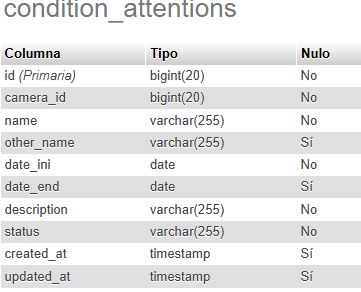 condition_attentions
Columna Tipo Nulo
id (Primaria) bigint(20) No
camera_id bigint(20) No
name varchar(255) No
other_name varchar(255) Sí
date_ini date No
date_end date Sí
description varchar(255) No
status varchar(255) No
created_at timestamp Sí
updated_at timestamp Sí